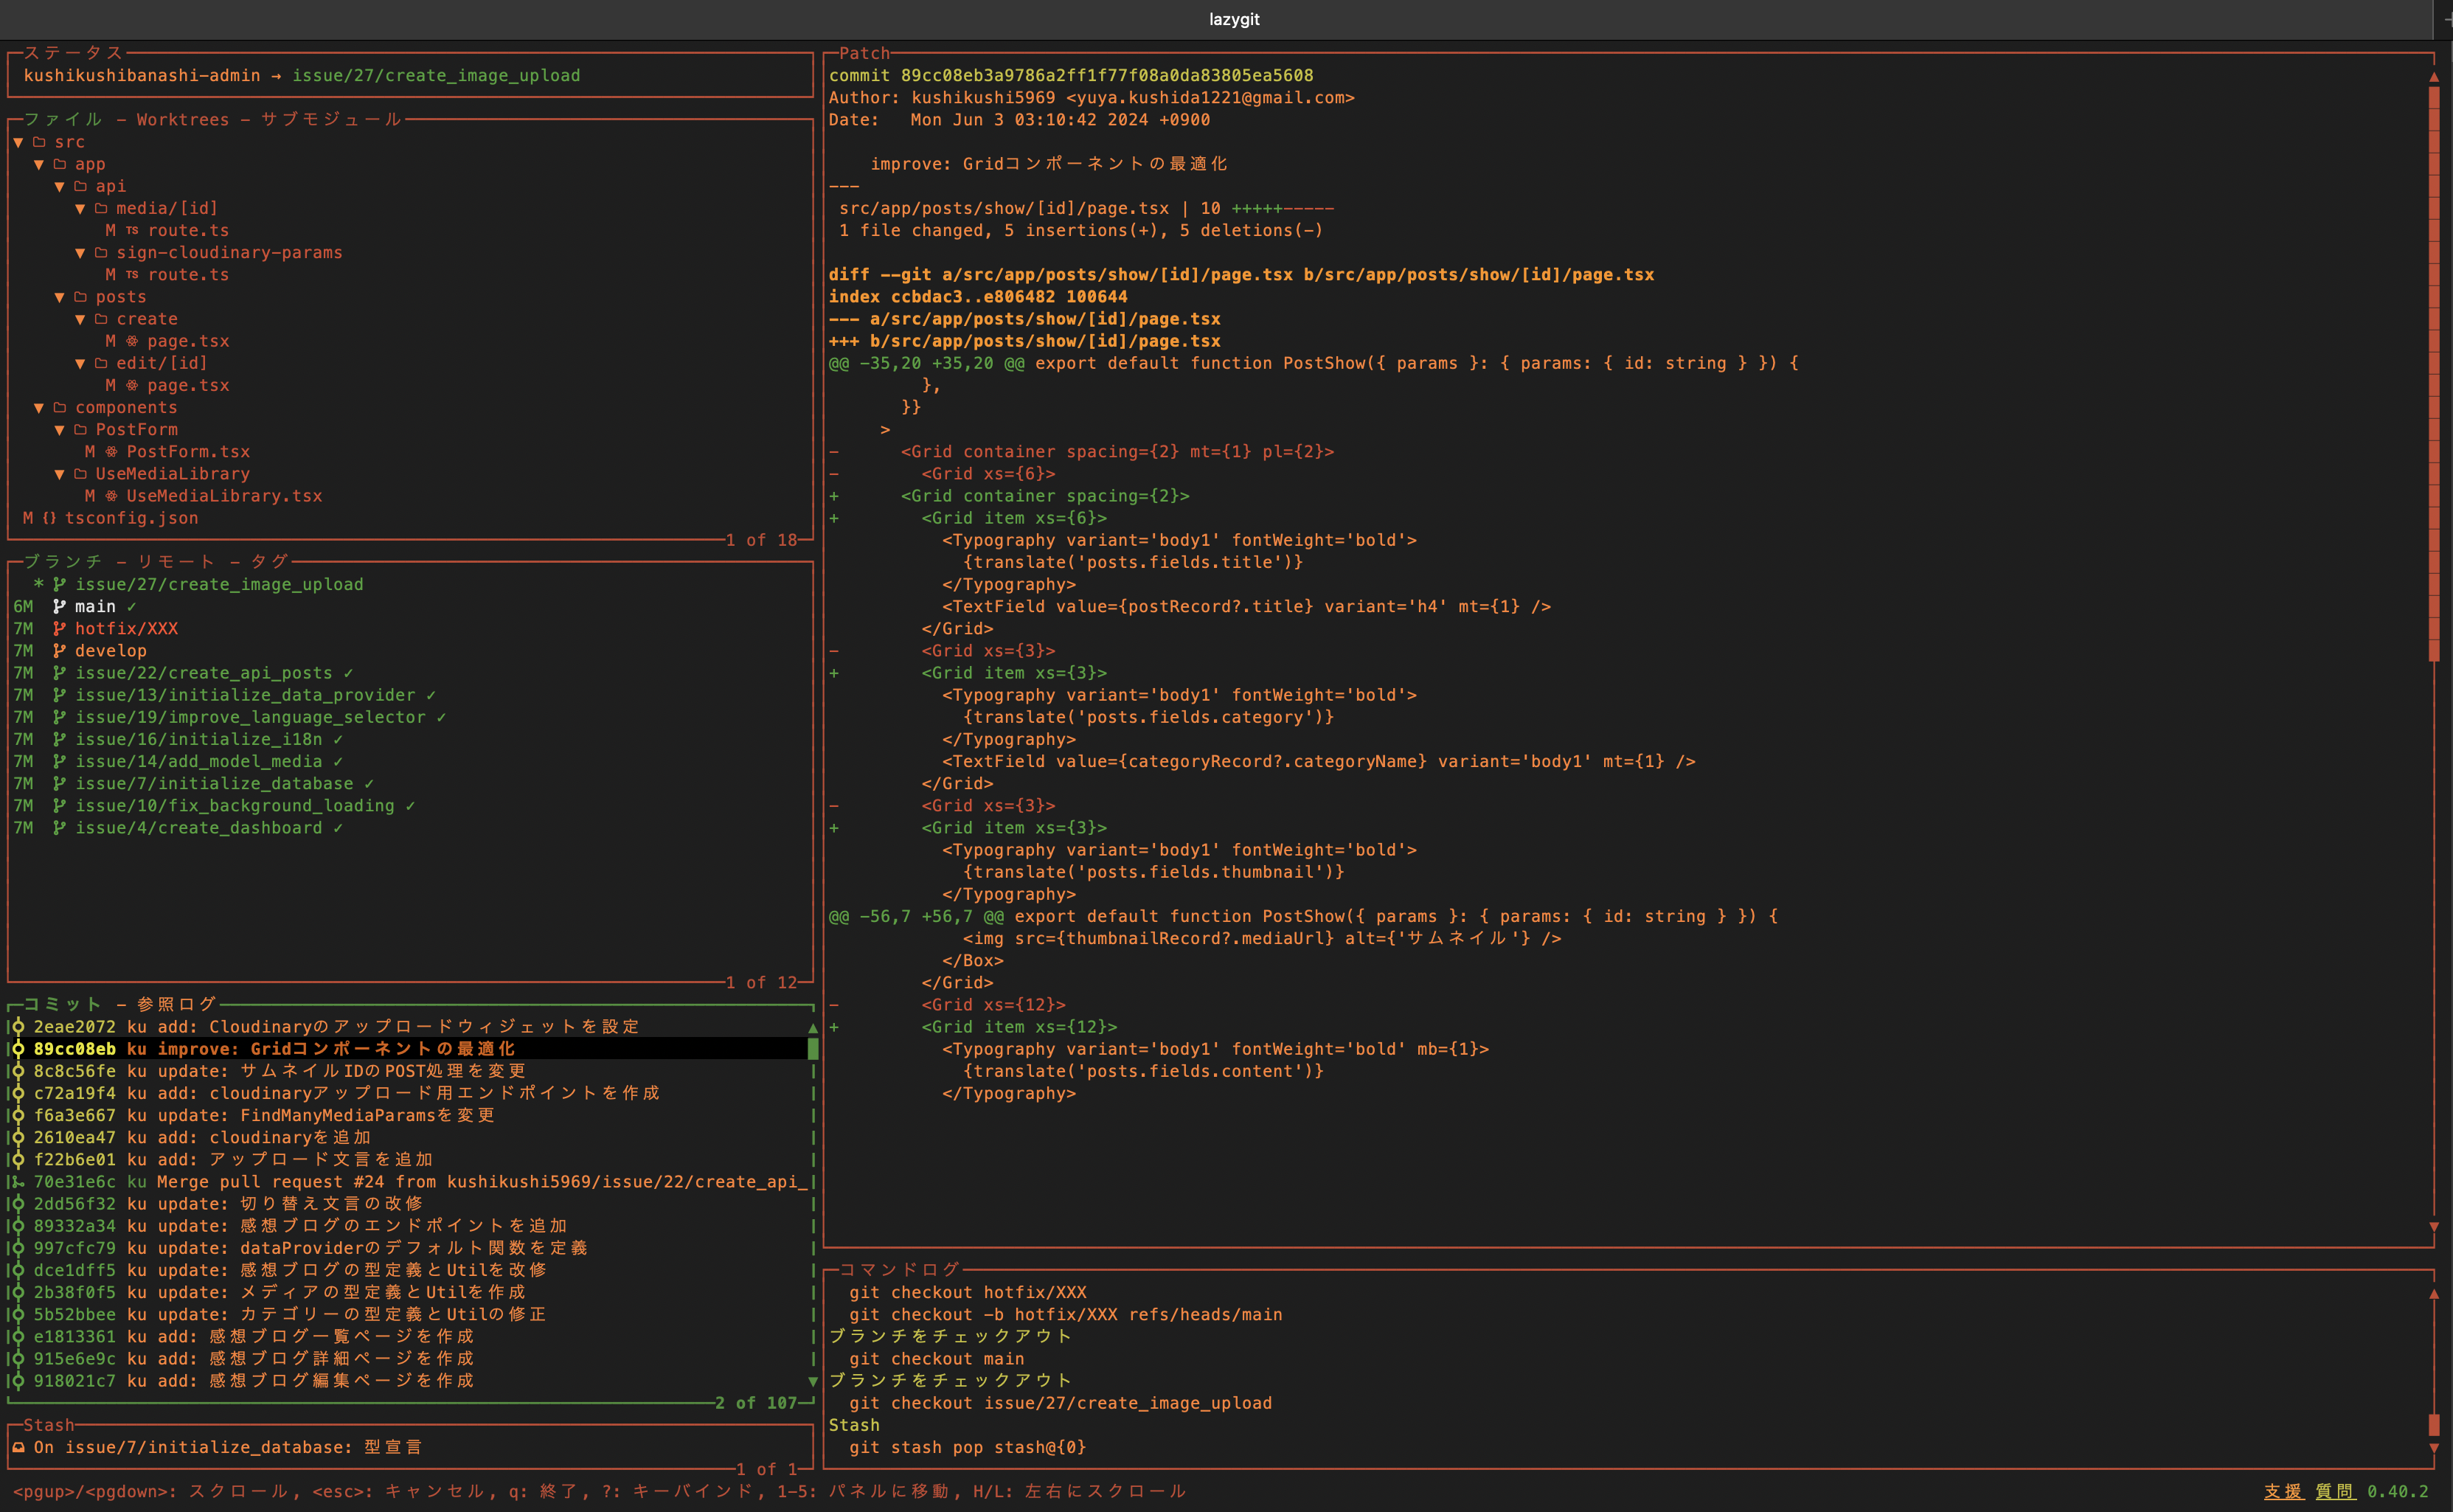 lazygit
ステータス
kushikushibanashi-admin → issue/27/create_image_upload
ファイル - Worktrees - サブモジュール
▼ src
▼ app
▼ api
▼ media/[id]
M TS route.ts
▼ sign-cloudinary-params
M TS route.ts
▼ posts
▼ create
M page.tsx
▼ edit/[id]
M page.tsx
▼ components
▼ PostForm
M PostForm.tsx
▼ UseMediaLibrary
M UseMediaLibrary.tsx
M {} tsconfig.json
1 of 18
ブランチ - リモート - タグ
* issue/27/create_image_upload
6M main ✓
7M hotfix/XXX
7M develop
7M issue/22/create_api_posts ✓
7M issue/13/initialize_data_provider ✓
7M issue/19/improve_language_selector ✓
7M issue/16/initialize_i18n ✓
7M issue/14/add_model_media ✓
7M issue/7/initialize_database ✓
7M issue/10/fix_background_loading ✓
7M issue/4/create_dashboard ✓
1 of 12
コミット - 参照ログ
2eae2072 ku add: Cloudinaryのアップロードウィジェットを設定
89cc08eb ku improve: Gridコンポーネントの最適化
8c8c56fe ku update: サムネイルIDのPOST処理を変更
c72a19f4 ku add: cloudinaryアップロード用エンドポイントを作成
f6a3e667 ku update: FindManyMediaParamsを変更
2610ea47 ku add: cloudinaryを追加
f22b6e01 ku add: アップロード文言を追加
70e31e6c ku Merge pull request #24 from kushikushi5969/issue/22/create_api_
2dd56f32 ku update: 切り替え文言の改修
89332a34 ku update: 感想ブログのエンドポイントを追加
997cfc79 ku update: dataProviderのデフォルト関数を定義
dce1dff5 ku update: 感想ブログの型定義とUtilを改修
2b38f0f5 ku update: メディアの型定義とUtilを作成
5b52bbee ku update: カテゴリーの型定義とUtilの修正
e1813361 ku add: 感想ブログ一覧ページを作成
915e6e9c ku add: 感想ブログ詳細ページを作成
918021c7 ku add: 感想ブログ編集ページを作成
2 of 107
Stash
On issue/7/initialize_database: 型宣言
1 of 1
Patch
commit 89cc08eb3a9786a2ff1f77f08a0da83805ea5608
Author: kushikushi5969 <yuya.kushida1221@gmail.com>
Date:   Mon Jun 3 03:10:42 2024 +0900
improve: Gridコンポーネントの最適化
---
src/app/posts/show/[id]/page.tsx | 10 +++++-----
1 file changed, 5 insertions(+), 5 deletions(-)
diff --git a/src/app/posts/show/[id]/page.tsx b/src/app/posts/show/[id]/page.tsx
index ccbdac3..e806482 100644
--- a/src/app/posts/show/[id]/page.tsx
+++ b/src/app/posts/show/[id]/page.tsx
@@ -35,20 +35,20 @@ export default function PostShow({ params }: { params: { id: string } }) {
},
}}
>
- <Grid container spacing={2} mt={1} pl={2}>
- <Grid xs={6}>
+ <Grid container spacing={2}>
+ <Grid item xs={6}>
<Typography variant='body1' fontWeight='bold'>
{translate('posts.fields.title')}
</Typography>
<TextField value={postRecord?.title} variant='h4' mt={1} />
</Grid>
- <Grid xs={3}>
+ <Grid item xs={3}>
<Typography variant='body1' fontWeight='bold'>
{translate('posts.fields.category')}
</Typography>
<TextField value={categoryRecord?.categoryName} variant='body1' mt={1} />
</Grid>
- <Grid xs={3}>
+ <Grid item xs={3}>
<Typography variant='body1' fontWeight='bold'>
{translate('posts.fields.thumbnail')}
</Typography>
@@ -56,7 +56,7 @@ export default function PostShow({ params }: { params: { id: string } }) {
<img src={thumbnailRecord?.mediaUrl} alt={'サムネイル'} />
</Box>
</Grid>
- <Grid xs={12}>
+ <Grid item xs={12}>
<Typography variant='body1' fontWeight='bold' mb={1}>
{translate('posts.fields.content')}
</Typography>
コマンドログ
git checkout hotfix/XXX
git checkout -b hotfix/XXX refs/heads/main
ブランチをチェックアウト
git checkout main
ブランチをチェックアウト
git checkout issue/27/create_image_upload
Stash
git stash pop stash@{0}
<pgup>/<pgdown>: スクロール, <esc>: キャンセル, q: 終了, ?: キーバインド, 1-5: パネルに移動, H/L: 左右にスクロール
支援 質問 0.40.2